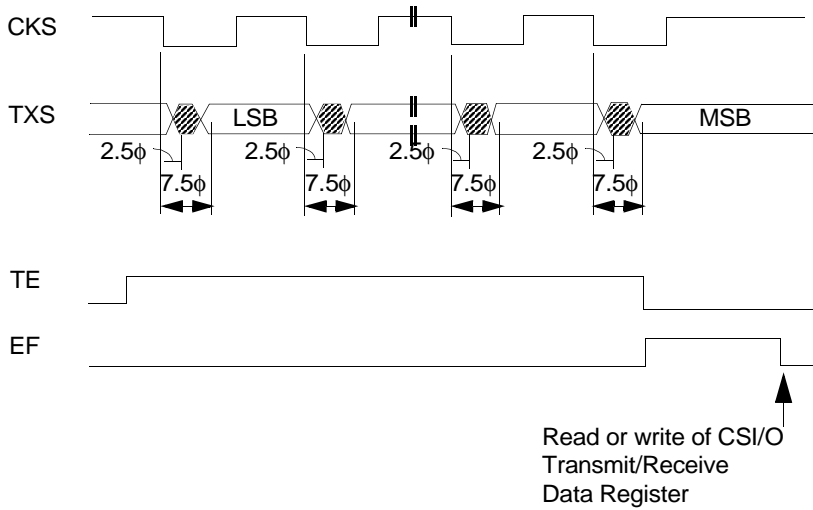 CKS
TXS
LSB
MSB
2.5ϕ
2.5ϕ
2.5ϕ
2.5ϕ
7.5ϕ
7.5ϕ
7.5ϕ
7.5ϕ
TE
EF
Read or write of CSI/O
Transmit/Receive
Data Register